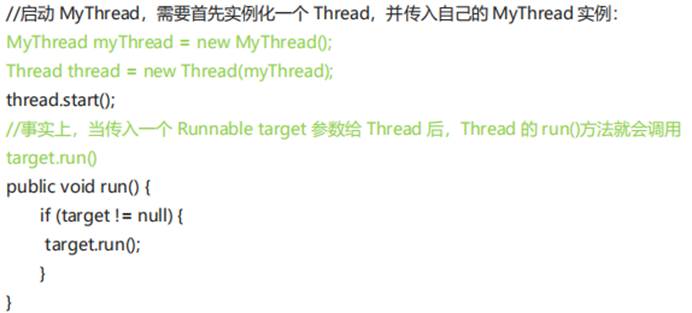 //启动 MyThread，需要首先实例化一个 Thread，并传入自己的 MyThread 实例：
MyThread myThread = new MyThread();
Thread thread = new Thread(myThread);
thread.start();
//事实上，当传入一个 Runnable target 参数给 Thread 后，Thread 的 run()方法就会调用
target.run()
public void run() {
if (target != null) {
target.run();
}
}